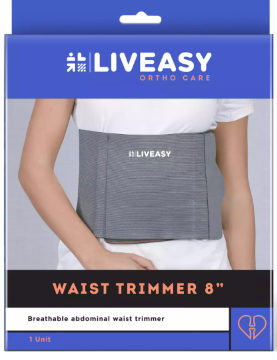 LIVEASY
ORTHO CARE
LIVEASY
WAIST TRIMMER 8"
Breathable abdominal waist trimmer
1 Unit